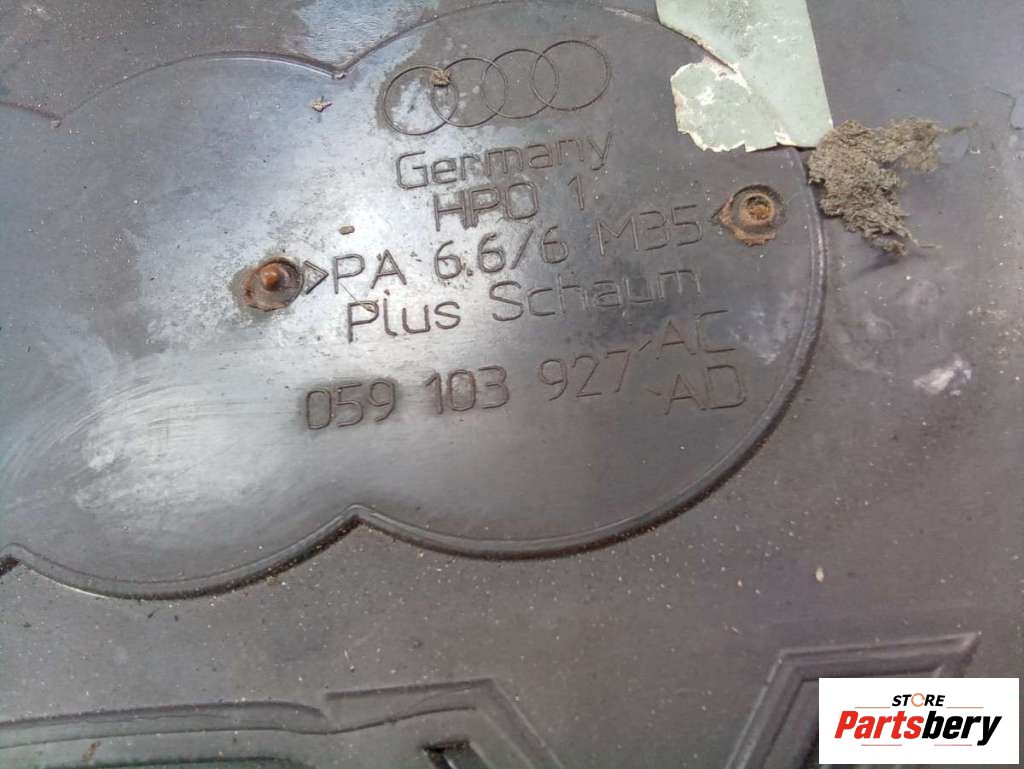 Germany
HPO 1
>PA 6.6/6 M35<
Plus Schaum
059 103 927 AC
AD
STORE
Partsbery